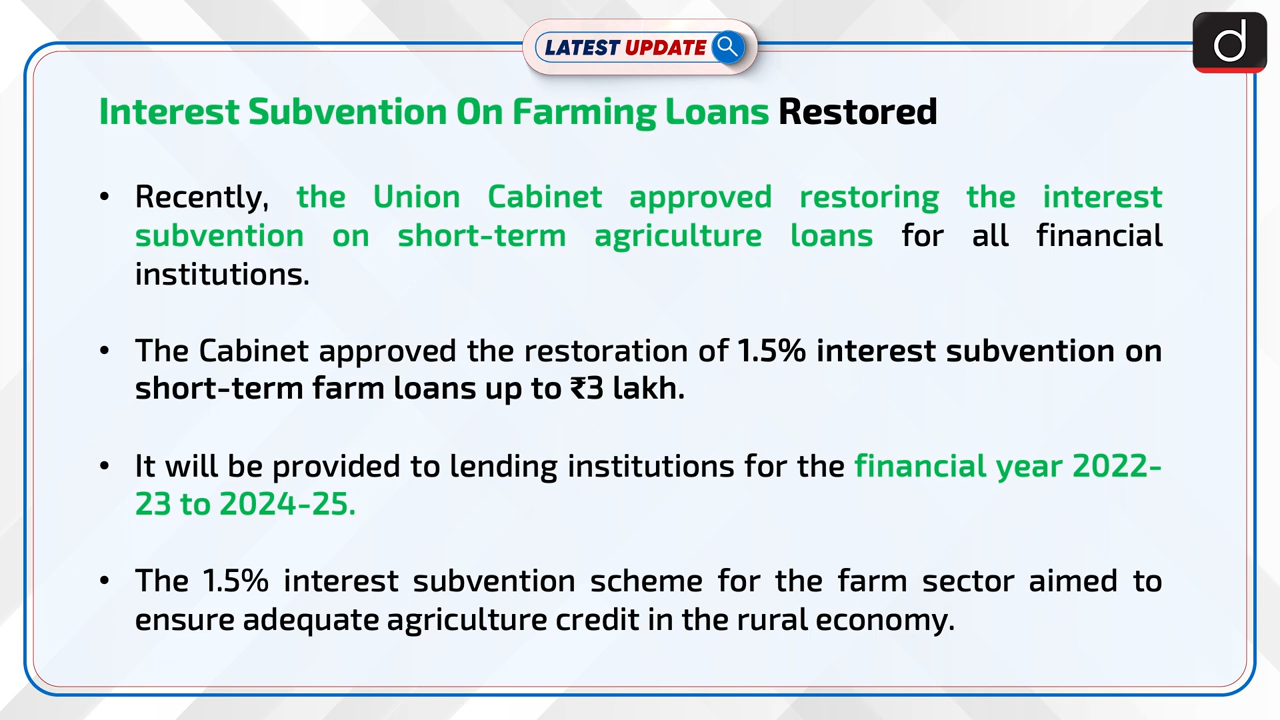 LATEST UPDATE
d
Interest Subvention On Farming Loans Restored
• Recently, the Union Cabinet approved restoring the interest
subvention on short-term agriculture loans for all financial
institutions.
• The Cabinet approved the restoration of 1.5% interest subvention on
short-term farm loans up to ₹3 lakh.
• It will be provided to lending institutions for the financial year 2022-
23 to 2024-25.
• The 1.5% interest subvention scheme for the farm sector aimed to
ensure adequate agriculture credit in the rural economy.